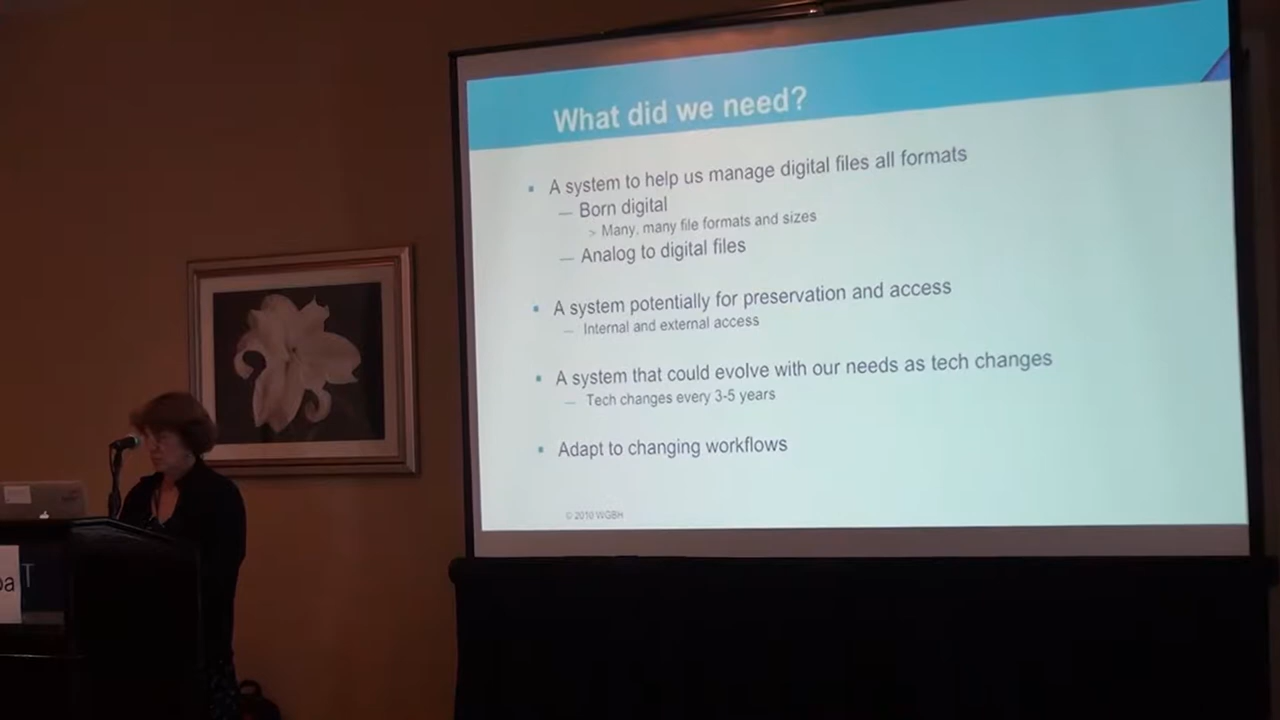 What did we need?
A system to help us manage digital files all formats
— Born digital
> Many, many file formats and sizes
— Analog to digital files
A system potentially for preservation and access
— Internal and external access
A system that could evolve with our needs as tech changes
— Tech changes every 3-5 years
Adapt to changing workflows
© 2010 WGBH
pa
T